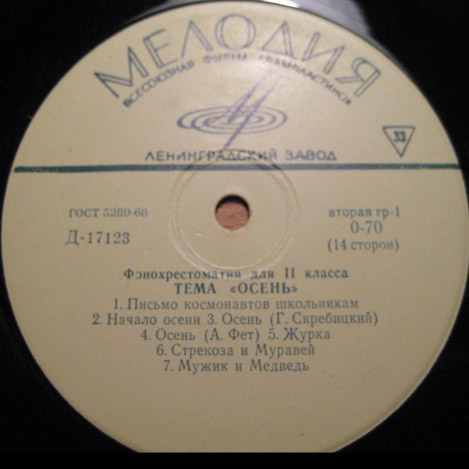 МЕЛОДИЯ
ВСЕСОЮЗНАЯ ФИРМА ГРАМПЛАСТИНОК
33
ЛЕНИНГРАДСКИЙ ЗАВОД
ГОСТ 5289-68
вторая гр-1
Д-17123
0-70
(14 сторон)
Фонохрестоматия для II класса
ТЕМА «ОСЕНЬ»
1. Письмо космонавтов школьникам
2. Начало осени 3. Осень (Г. Скребицкий)
4. Осень (А. Фет) 5. Журка
6. Стрекоза и Муравей
7. Мужик и Медведь